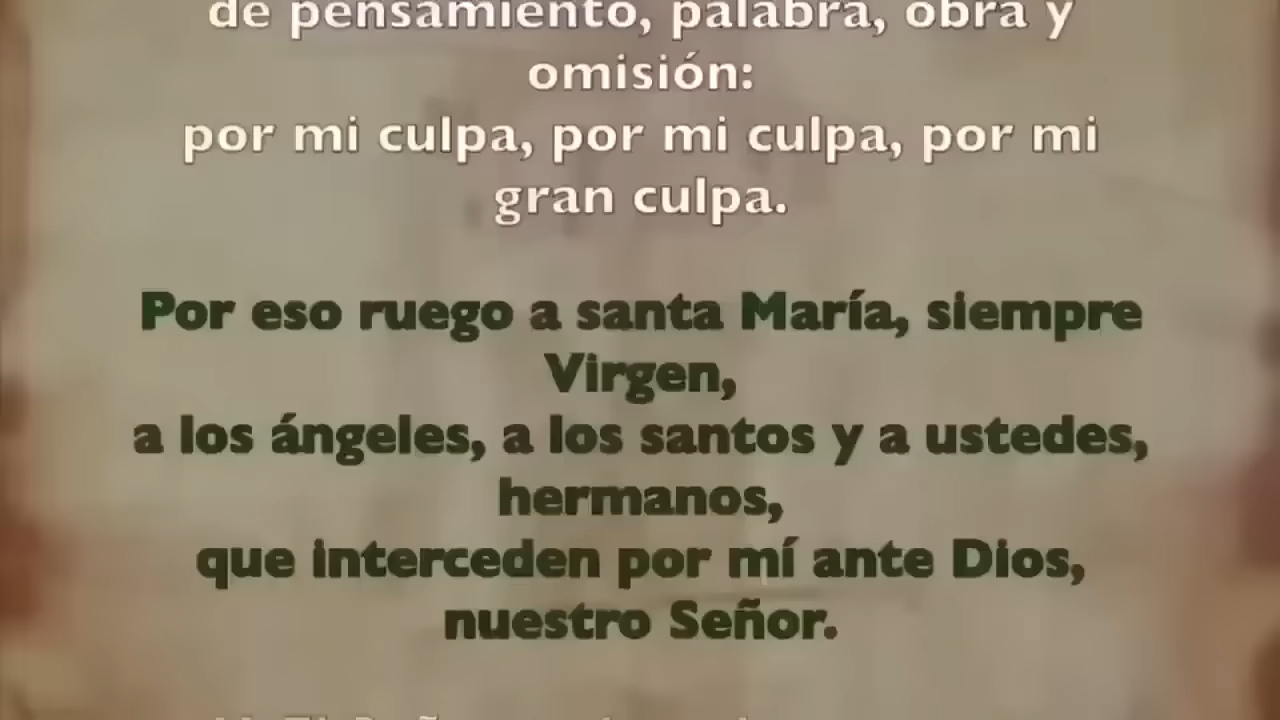 de pensamiento, palabra, obra y
omisión:
por mi culpa, por mi culpa, por mi
gran culpa.
Por eso ruego a santa María, siempre
Virgen,
a los ángeles, a los santos y a ustedes,
hermanos,
que interceden por mí ante Dios,
nuestro Señor.